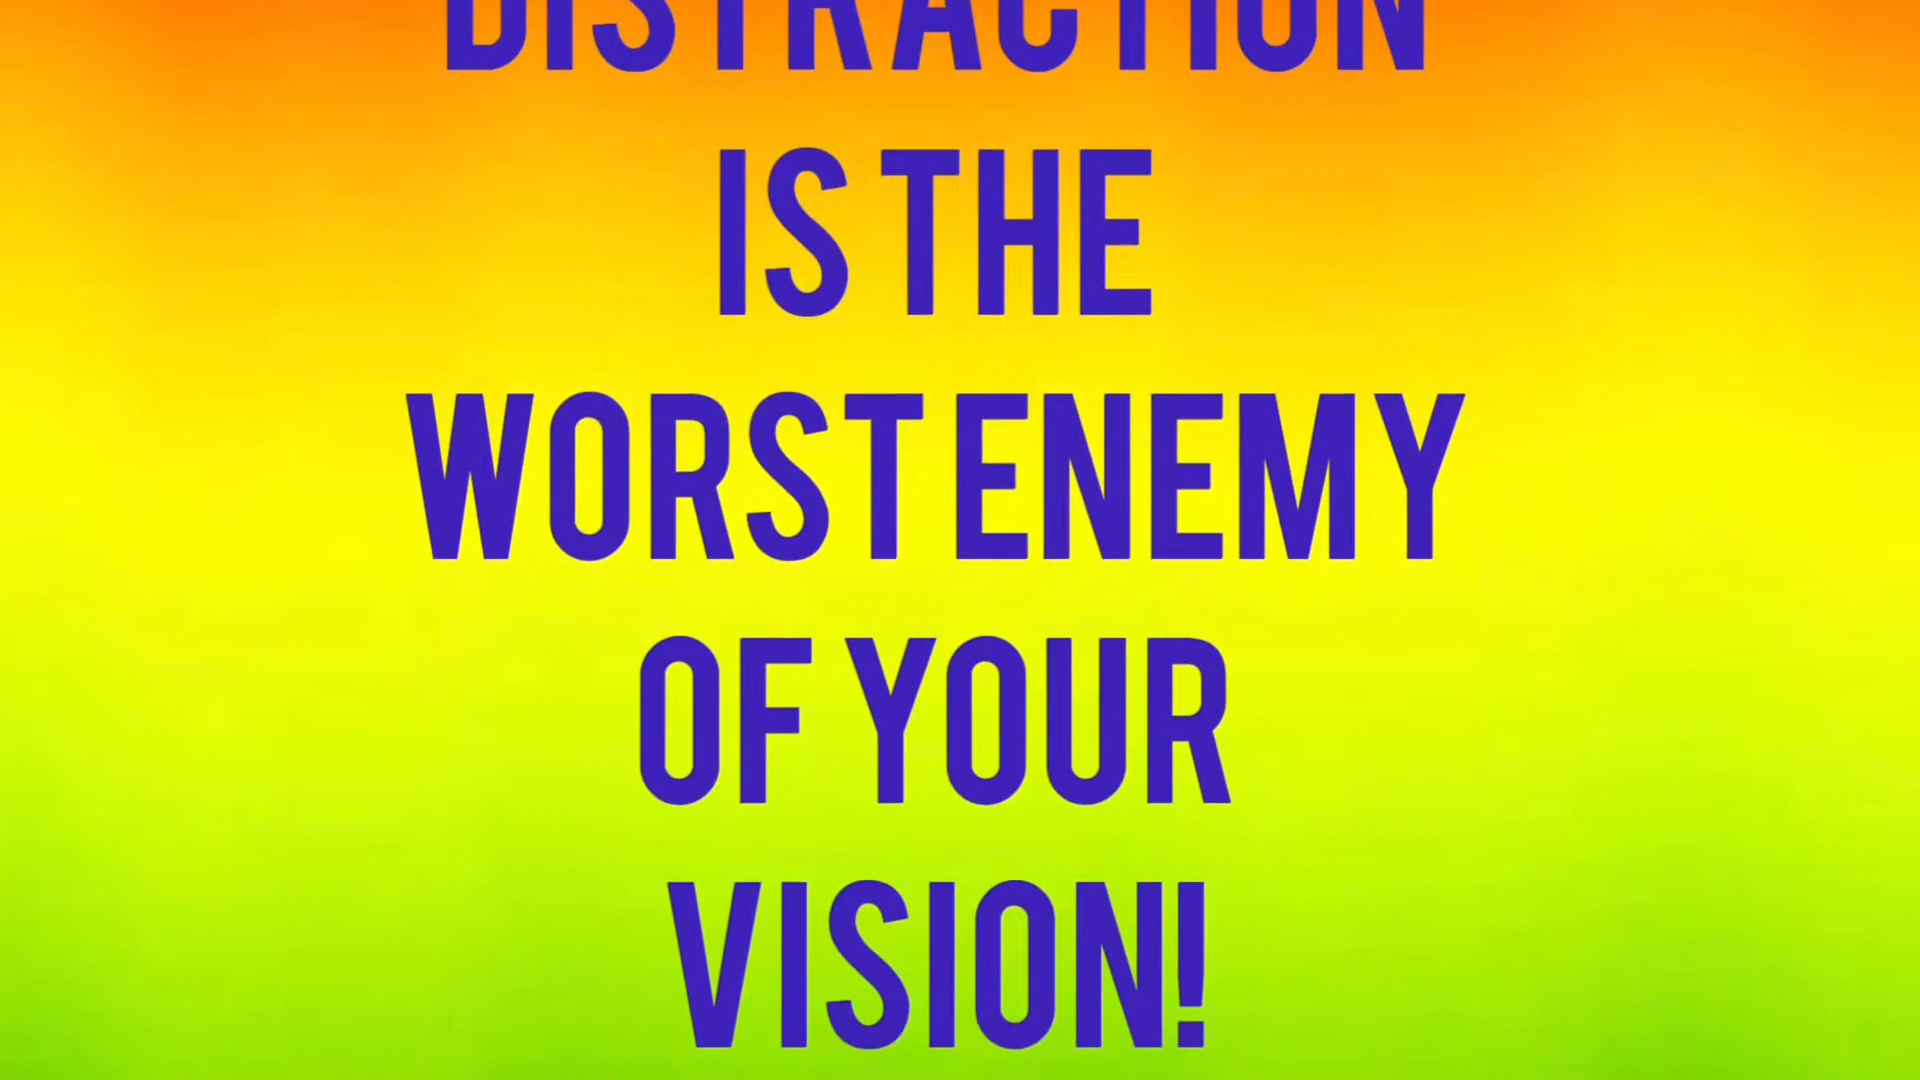 DISTRACTION
IS THE
WORST ENEMY
OF YOUR
VISION!